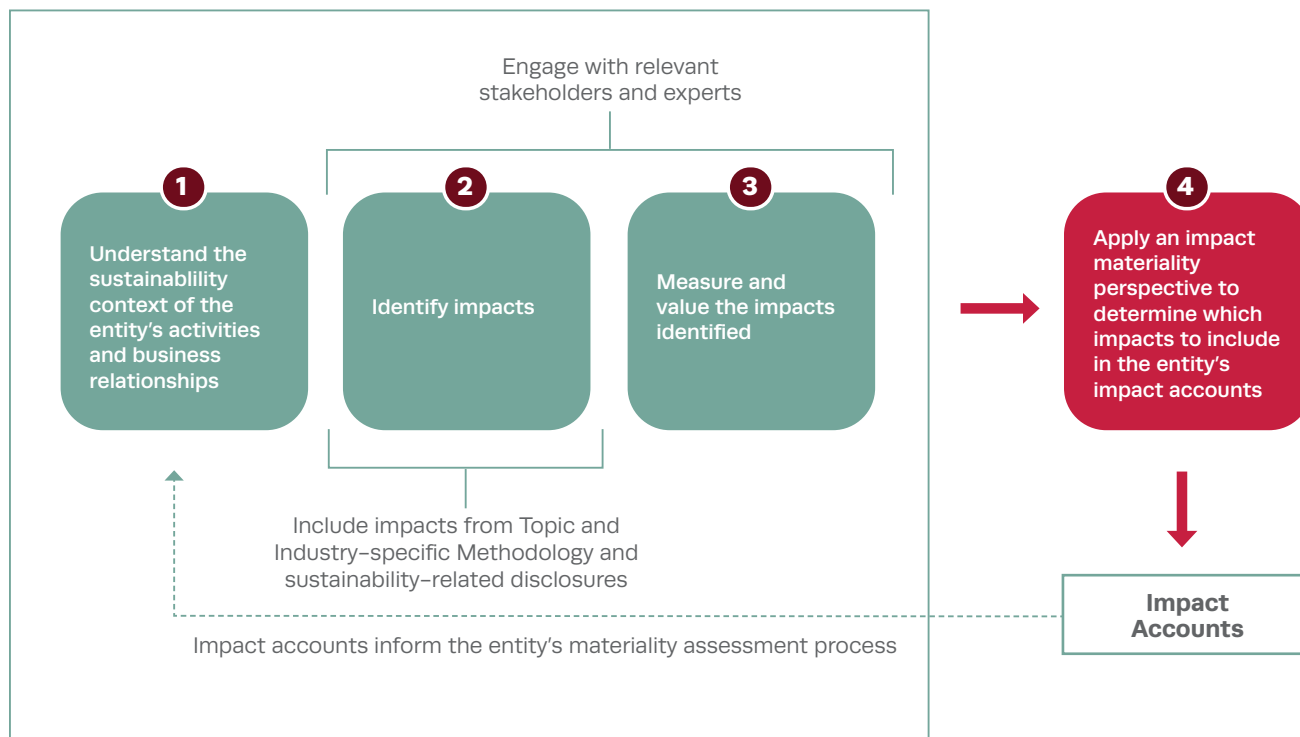 Engage with relevant
stakeholders and experts
1
Understand the
sustainablility
context of the
entity's activities
and business
relationships
2
Identify impacts
3
Measure and
value the impacts
identified
4
Apply an impact
materiality
perspective to
determine which
impacts to include
in the entity's
impact accounts
Include impacts from Topic and
Industry-specific Methodology and
sustainability-related disclosures
Impact
Accounts
Impact accounts inform the entity's materiality assessment process